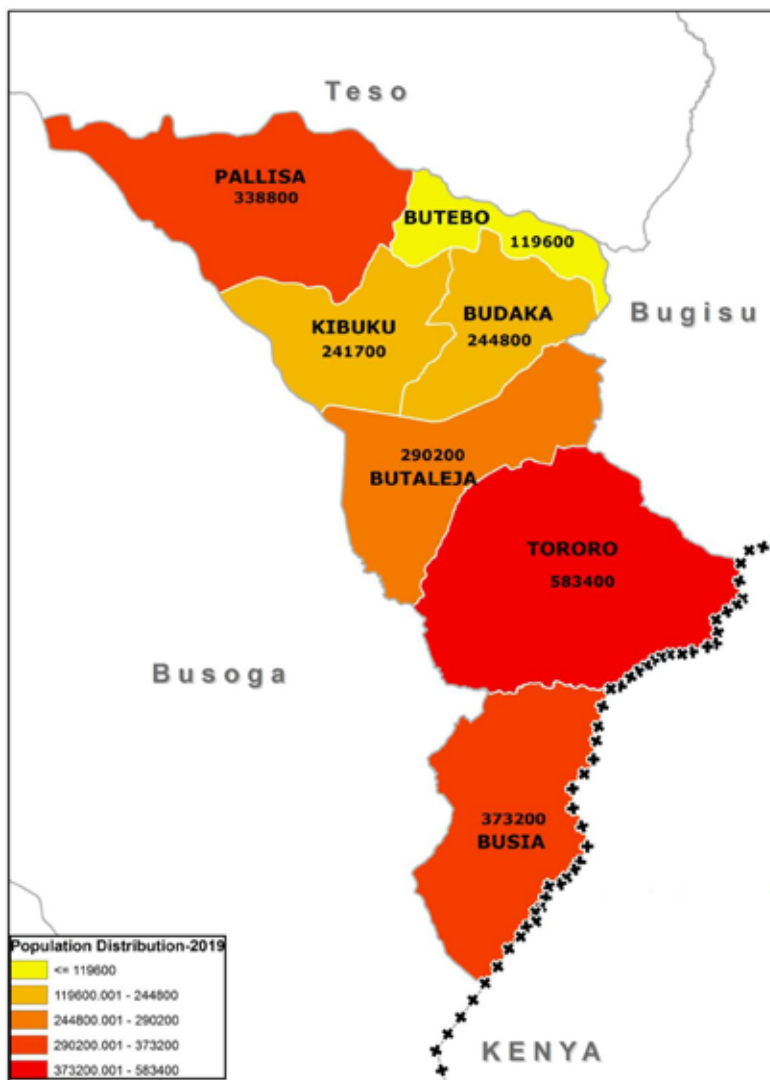 Teso
PALLISA
338800
BUTEBO
119600
Bugisu
KIBUKU
241700
BUDAKA
244800
290200
BUTALEJA
TORORO
583400
Busoga
373200
BUSIA
Population Distribution-2019
<= 119600
119600.001 - 244800
244800.001 - 290200
290200.001 - 373200
373200.001 - 583400
KENYA